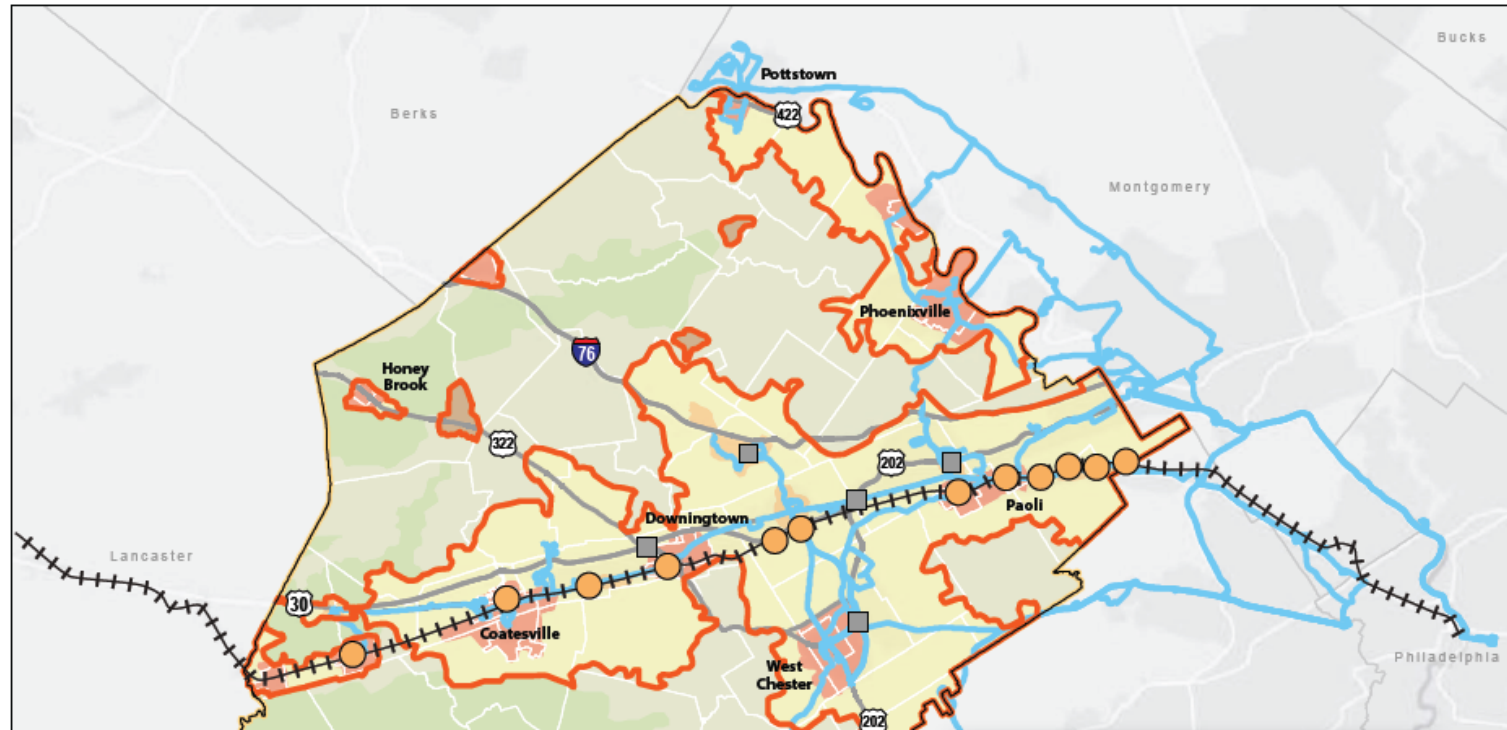 Bucks
Pottstown
Berks
422
Montgomery
Phoenixville
76
Honey
Brook
322
202
Paoli
Downingtown
Lancaster
30
Coatesville
West
Chester
Philadelphia
202